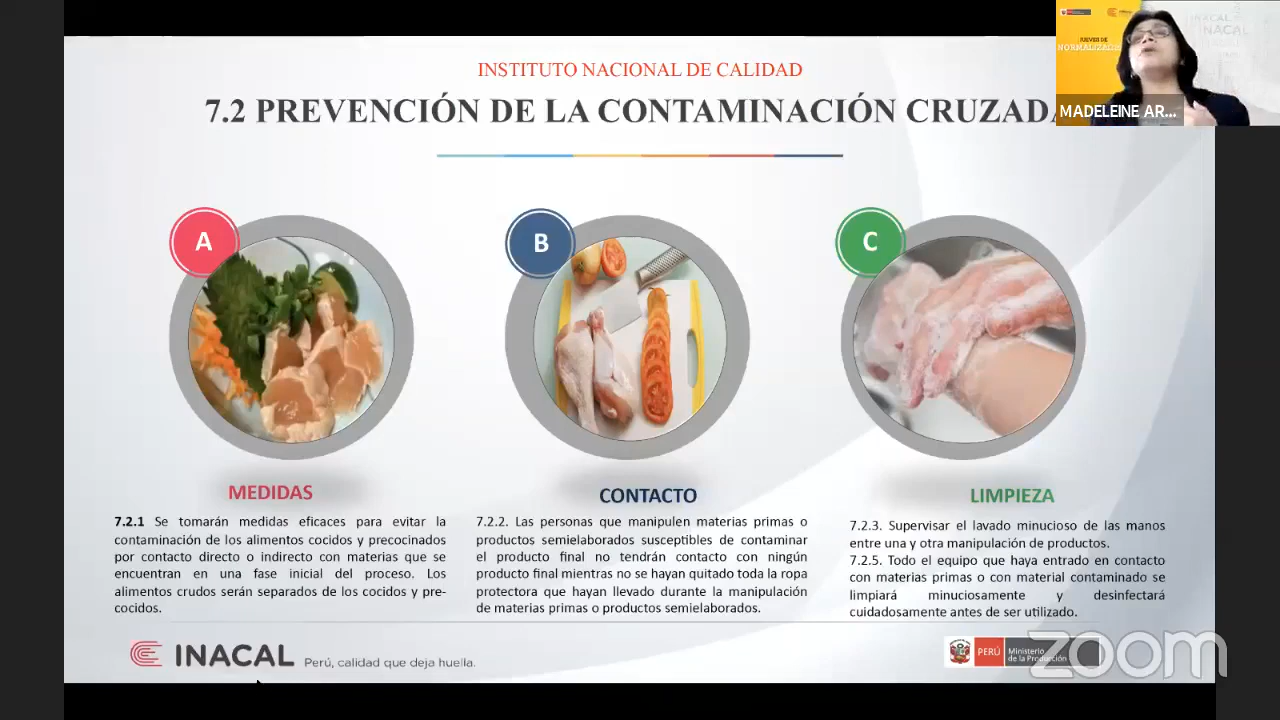 INSTITUTO NACIONAL DE CALIDAD
7.2 PREVENCIÓN DE LA CONTAMINACIÓN CRUZADA
JUEVES DE
NORMALIZACIÓN
INACAL
MADELEINE AR...
A
B
C
MEDIDAS
7.2.1 Se tomarán medidas eficaces para evitar la
contaminación de los alimentos cocidos y precocinados
por contacto directo o indirecto con materias que se
encuentran en una fase inicial del proceso. Los
alimentos crudos serán separados de los cocidos y pre-
cocidos.
CONTACTO
7.2.2. Las personas que manipulen materias primas o
productos semielaborados susceptibles de contaminar
el producto final no tendrán contacto con ningún
producto final mientras no se hayan quitado toda la ropa
protectora que hayan llevado durante la manipulación
de materias primas o productos semielaborados.
LIMPIEZA
7.2.3. Supervisar el lavado minucioso de las manos
entre una y otra manipulación de productos.
7.2.5. Todo el equipo que haya entrado en contacto
con materias primas o con material contaminado se
limpiará minuciosamente y desinfectará
cuidadosamente antes de ser utilizado.
INACAL Perú, calidad que deja huella.
PERÚ
Ministerio
de la Producción
zoom